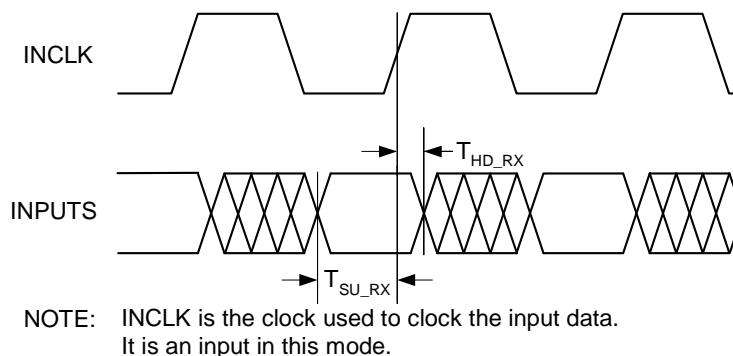 INCLK
T_HD_RX
INPUTS
T_SU_RX
NOTE: INCLK is the clock used to clock the input data.
It is an input in this mode.